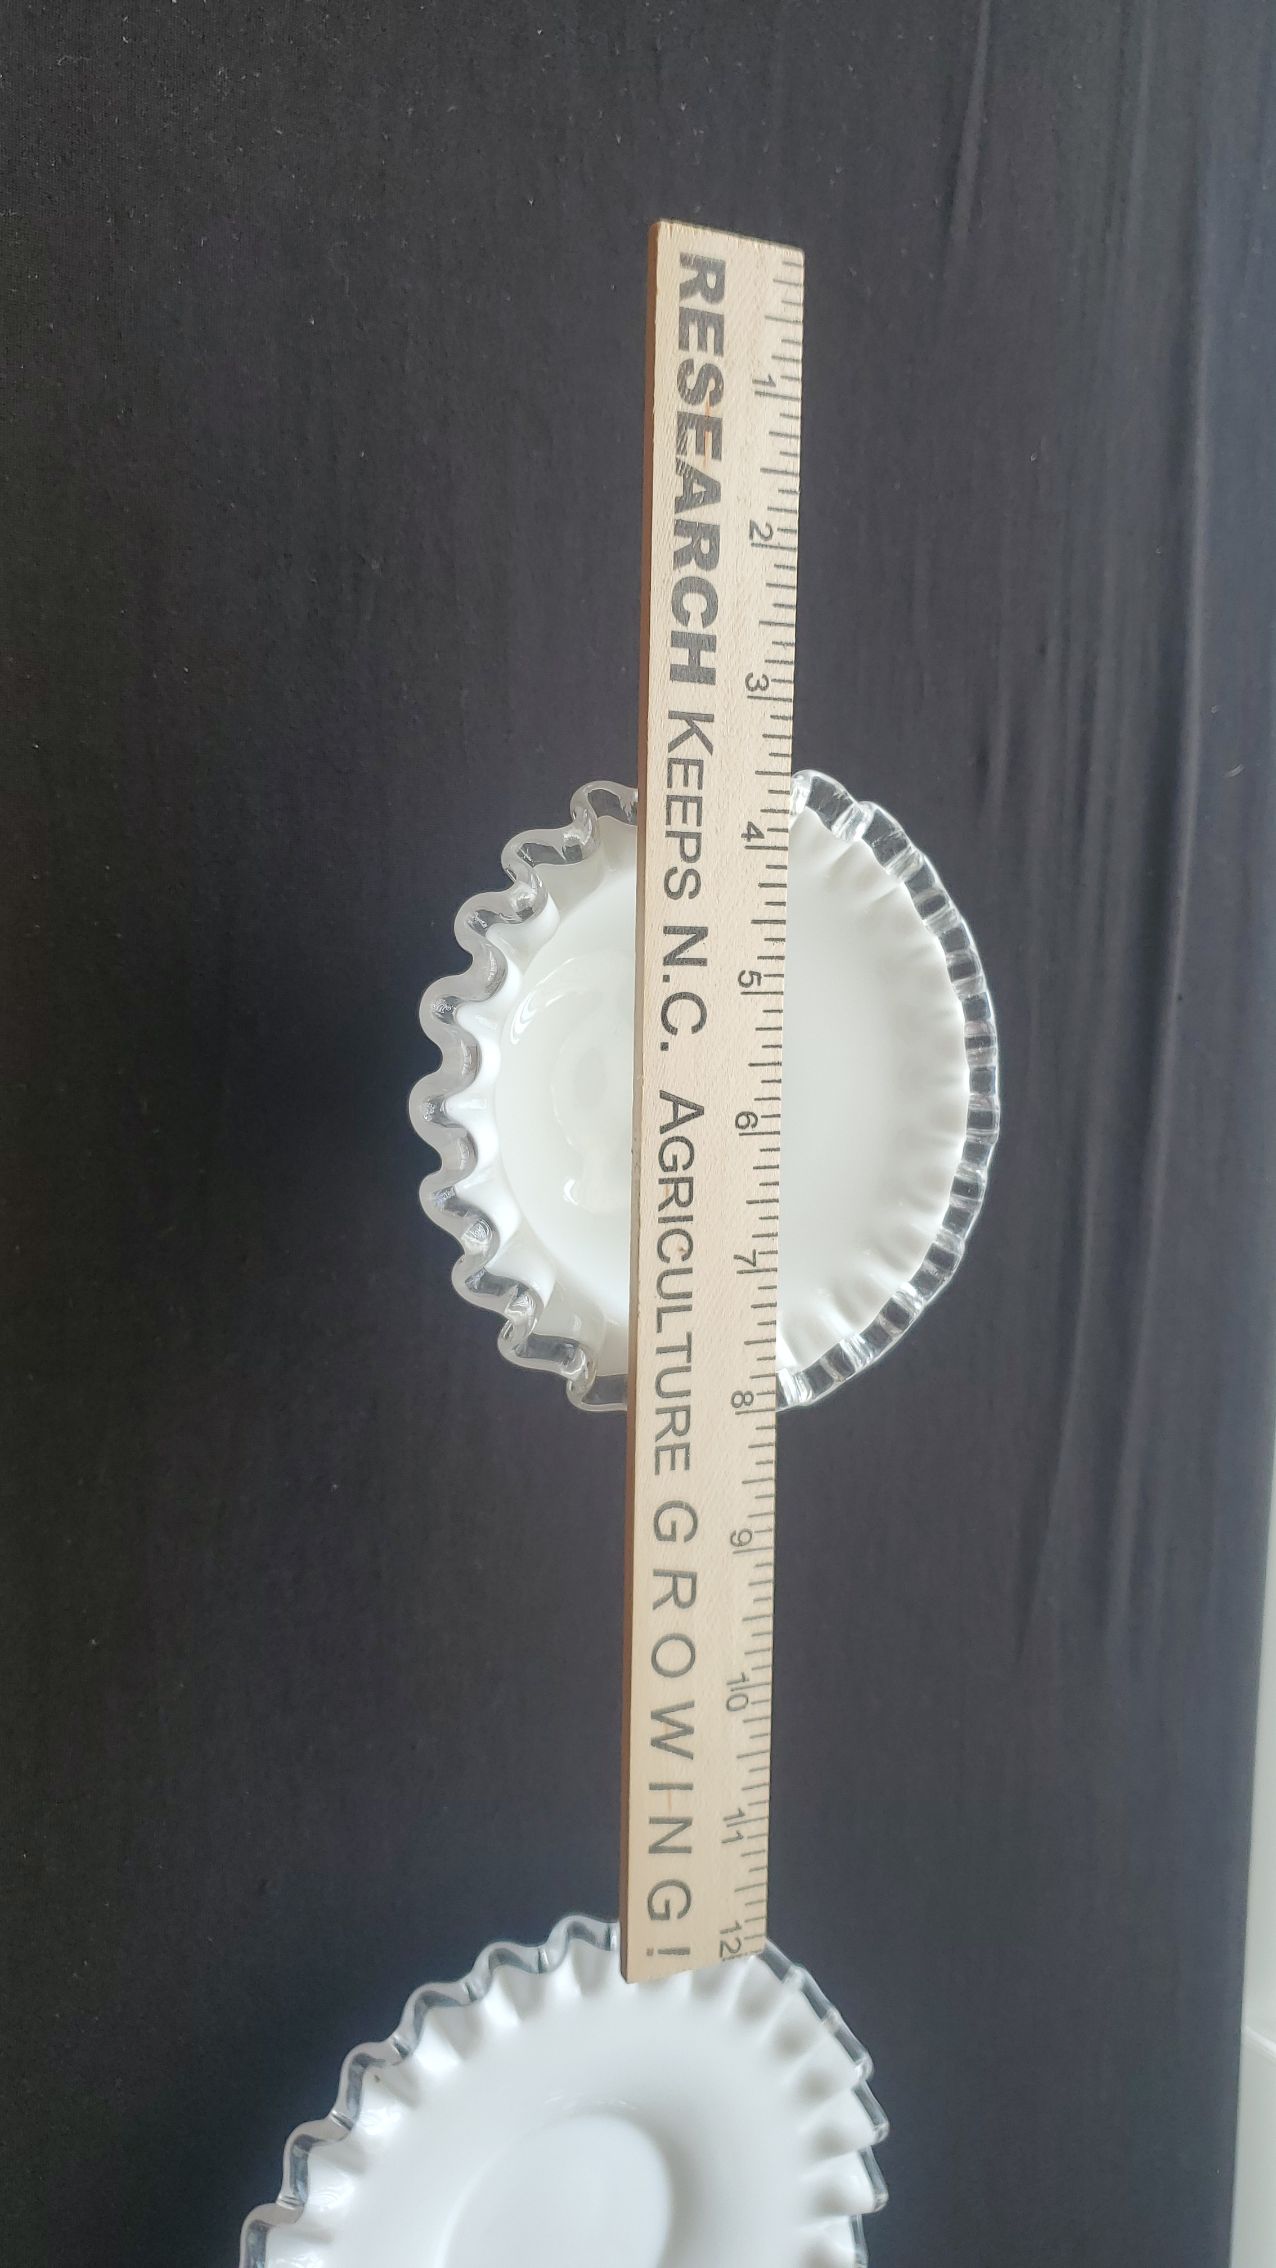 RESEARCH KEEPS N.C. AGRICULTURE GROWING!
1 2 3 4 5 6 7 8 9 10 11 12